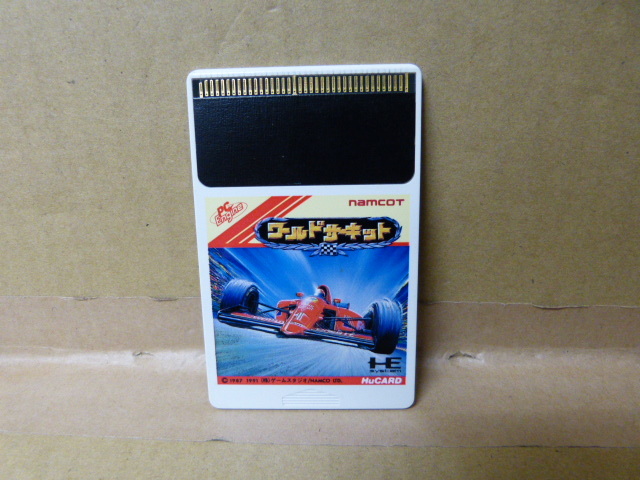 PC Engine
namcoT
ワールドサーキット
HE
SYSTEM
© 1987 1991 (株)ゲームスタジオ/NAMCO LTD.
HuCARD